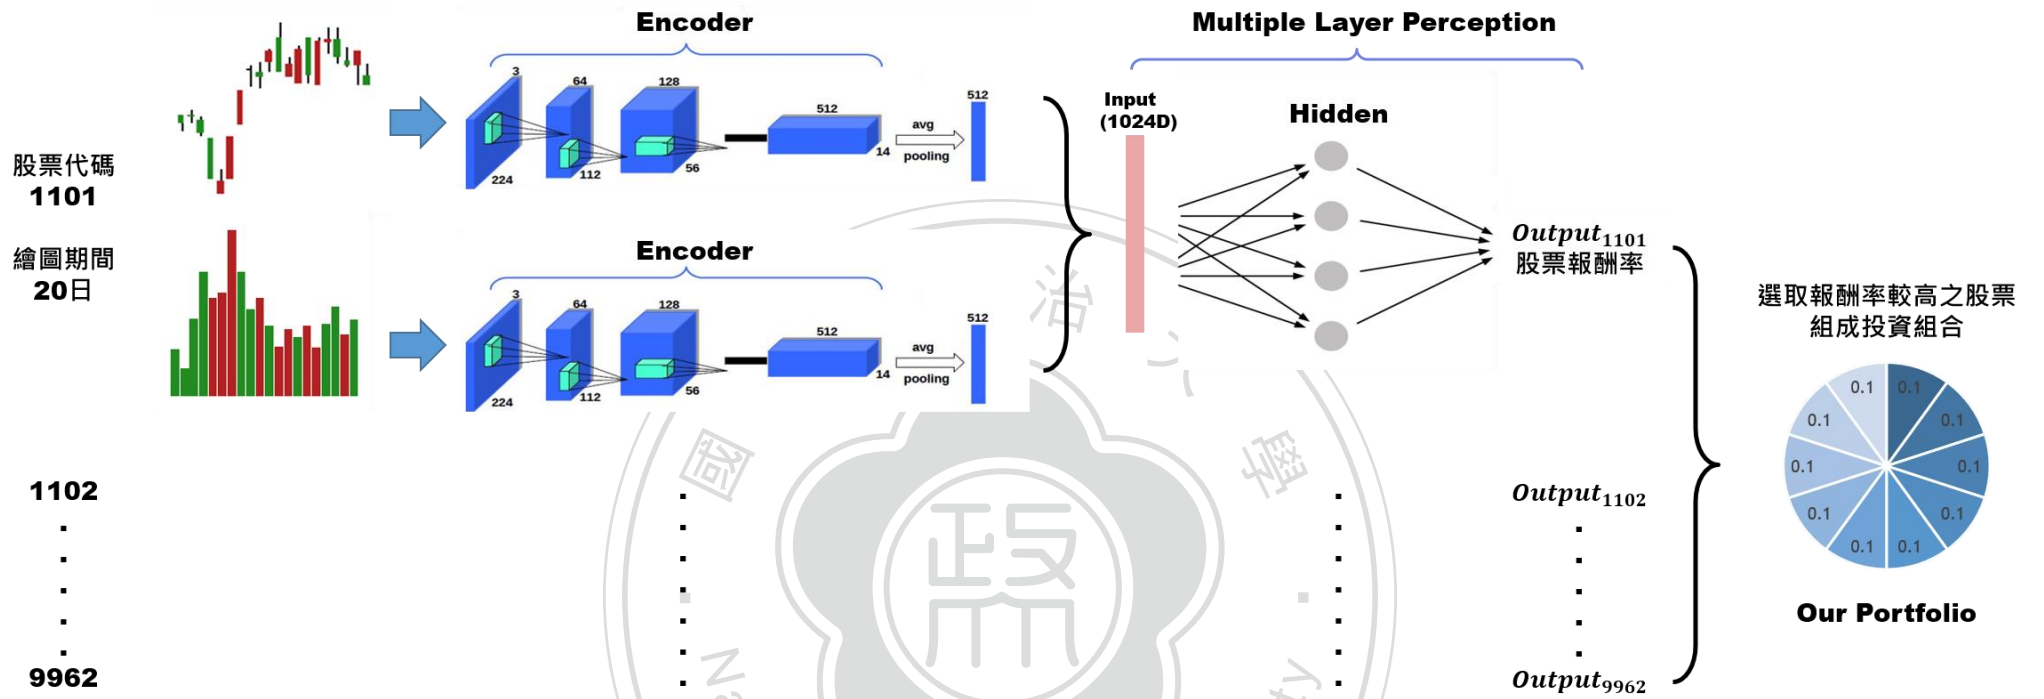 Encoder
Multiple Layer Perception
3
64
128
512
512
avg
pooling
14
56
112
224
Input
(1024D)
Hidden
股票代碼
1101
繪圖期間
20日
Encoder
3
64
128
512
512
avg
pooling
14
56
112
224
Output1101
股票報酬率
選取報酬率較高之股票
組成投資組合
0.1 0.1
0.1 0.1
0.1 0.1
0.1 0.1
0.1 0.1
Our Portfolio
1102
Output1102
9962
Output9962
國
治
學
政